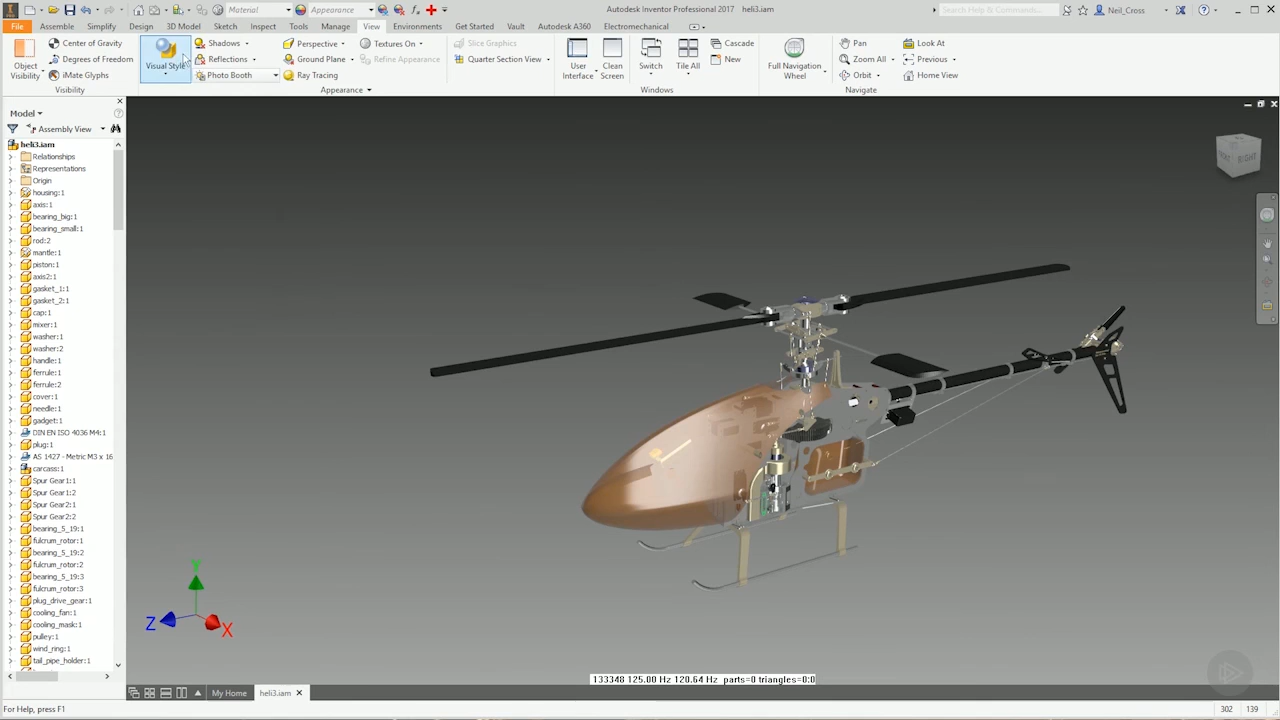 Material
Appearance
Autodesk Inventor Professional 2017 heli3.iam
Search Help & Commands...
Neil_Cross
File
Assemble
Simplify
Design
3D Model
Sketch
Inspect
Tools
Manage
View
Environments
Get Started
Vault
Autodesk A360
Electromechanical
Object Visibility
Center of Gravity
Degrees of Freedom
iMate Glyphs
Visibility
Visual Style
Shadows
Reflections
Photo Booth
Perspective
Ground Plane
Ray Tracing
Textures On
Refine Appearance
Appearance
Slice Graphics
Quarter Section View
User Interface
Clean Screen
Switch
Tile All
Cascade
New
Windows
Full Navigation Wheel
Pan
Zoom All
Orbit
Look At
Previous
Home View
Navigate
Model
Assembly View
heli3.iam
Relationships
Representations
Origin
housing:1
axis:1
bearing_big:1
bearing_small:1
rod:2
mantle:1
piston:1
axis2:1
gasket_1:1
gasket_2:1
cap:1
mixer:1
washer:1
washer:2
handle:1
ferrule:1
ferrule:2
cover:1
needle:1
gadget:1
DIN EN ISO 4036 M4:1
plug:1
AS 1427 - Metric M3 x 16
carcass:1
Spur Gear1:1
Spur Gear1:2
Spur Gear2:1
Spur Gear2:2
bearing_5_19:1
fulcrum_rotor:1
bearing_5_19:2
fulcrum_rotor:2
bearing_5_19:3
fulcrum_rotor:3
plug_drive_gear:1
cooling_fan:1
cooling_mask:1
pulley:1
wind_ring:1
tail_pipe_holder:1
RIGHT
Y
Z
X
133348 125.00 Hz 120.64 Hz parts=0 triangles=0:0
My Home
heli3.iam
For Help, press F1
302
139